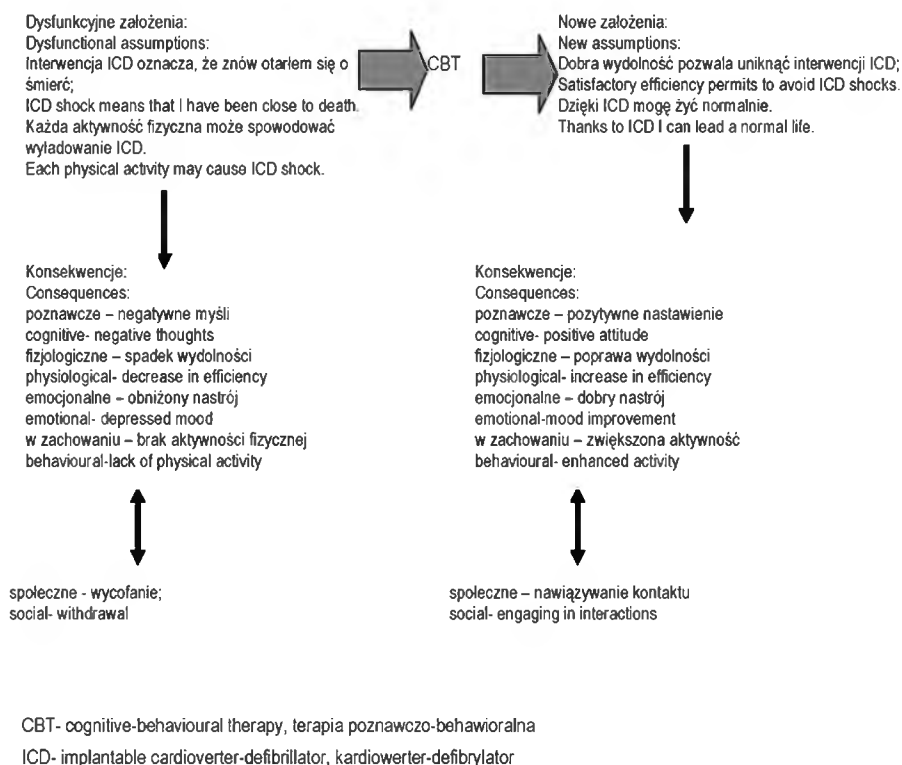 Dysfunkcyjne założenia:
Dysfunctional assumptions:
Interwencja ICD oznacza, że znów otarłem się o
śmierć;
ICD shock means that I have been close to death.
Każda aktywność fizyczna może spowodować
wyładowanie ICD.
Each physical activity may cause ICD shock.
CBT
Nowe założenia:
New assumptions:
Dobra wydolność pozwala uniknąć interwencji ICD;
Satisfactory efficiency permits to avoid ICD shocks.
Dzięki ICD mogę żyć normalnie.
Thanks to ICD I can lead a normal life.
Konsekwencje:
Consequences:
poznawcze – negatywne myśli
cognitive- negative thoughts
fizjologiczne – spadek wydolności
physiological- decrease in efficiency
emocjonalne – obniżony nastrój
emotional- depressed mood
w zachowaniu – brak aktywności fizycznej
behavioural-lack of physical activity
Konsekwencje:
Consequences:
poznawcze – pozytywne nastawienie
cognitive- positive attitude
fizjologiczne – poprawa wydolności
physiological- increase in efficiency
emocjonalne – dobry nastrój
emotional-mood improvement
w zachowaniu – zwiększona aktywność
behavioural- enhanced activity
społeczne - wycofanie;
social- withdrawal
społeczne – nawiązywanie kontaktu
social- engaging in interactions
CBT- cognitive-behavioural therapy, terapia poznawczo-behawioralna
ICD- implantable cardioverter-defibrillator, kardiowerter-defibrylator